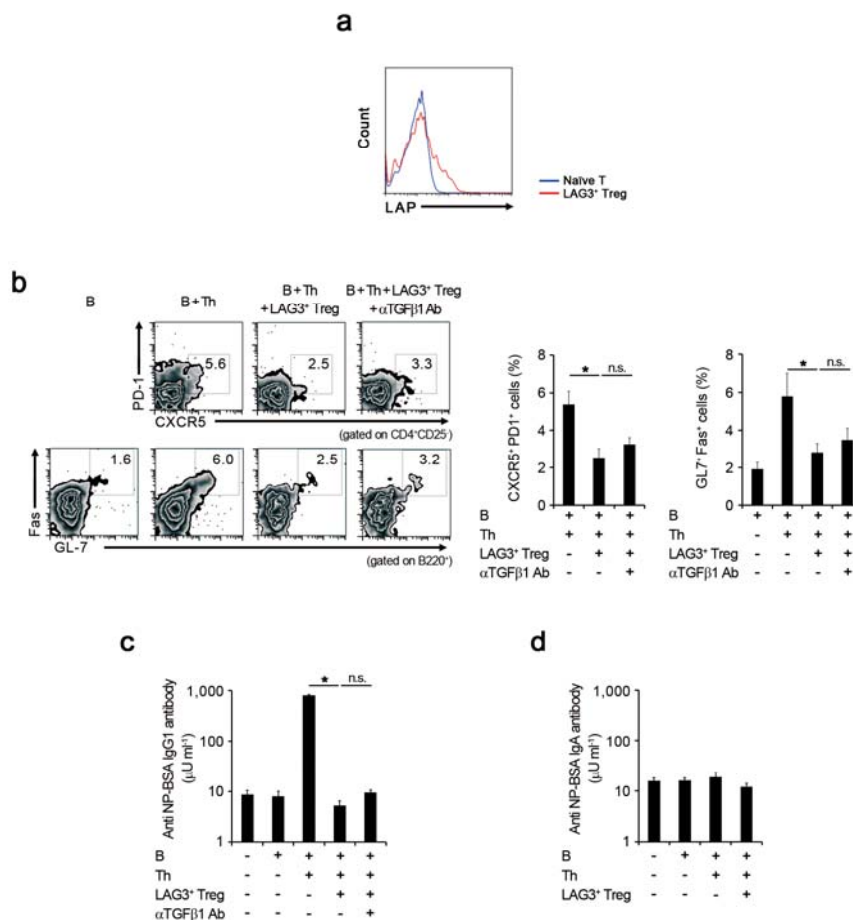 a
Count
LAP
Naïve T
LAG3⁺ Treg
b
B
B + Th
B + Th
+ LAG3⁺ Treg
B + Th + LAG3⁺ Treg
+ αTGFβ1 Ab
PD-1
5.6
2.5
3.3
CXCR5
(gated on CD4⁺CD25⁻)
Fas
1.6
6.0
2.5
3.2
GL-7
(gated on B220⁺)
CXCR5⁺ PD1⁺ cells (%)
8
6
4
2
0
*
n.s.
B + + +
Th + + +
LAG3⁺ Treg - + +
αTGFβ1 Ab - - +
GL7⁺ Fas⁺ cells (%)
8
6
4
2
0
*
n.s.
B + + + +
Th - + + +
LAG3⁺ Treg - - + +
αTGFβ1 Ab - - - +
c
Anti NP-BSA IgG1 antibody
(μU ml⁻¹)
1,000
100
10
1
*
n.s.
B - + + + +
Th - - + + +
LAG3⁺ Treg - - - + +
αTGFβ1 Ab - - - - +
d
Anti NP-BSA IgA antibody
(μU ml⁻¹)
1,000
100
10
1
B - + + +
Th - - + +
LAG3⁺ Treg - - - +